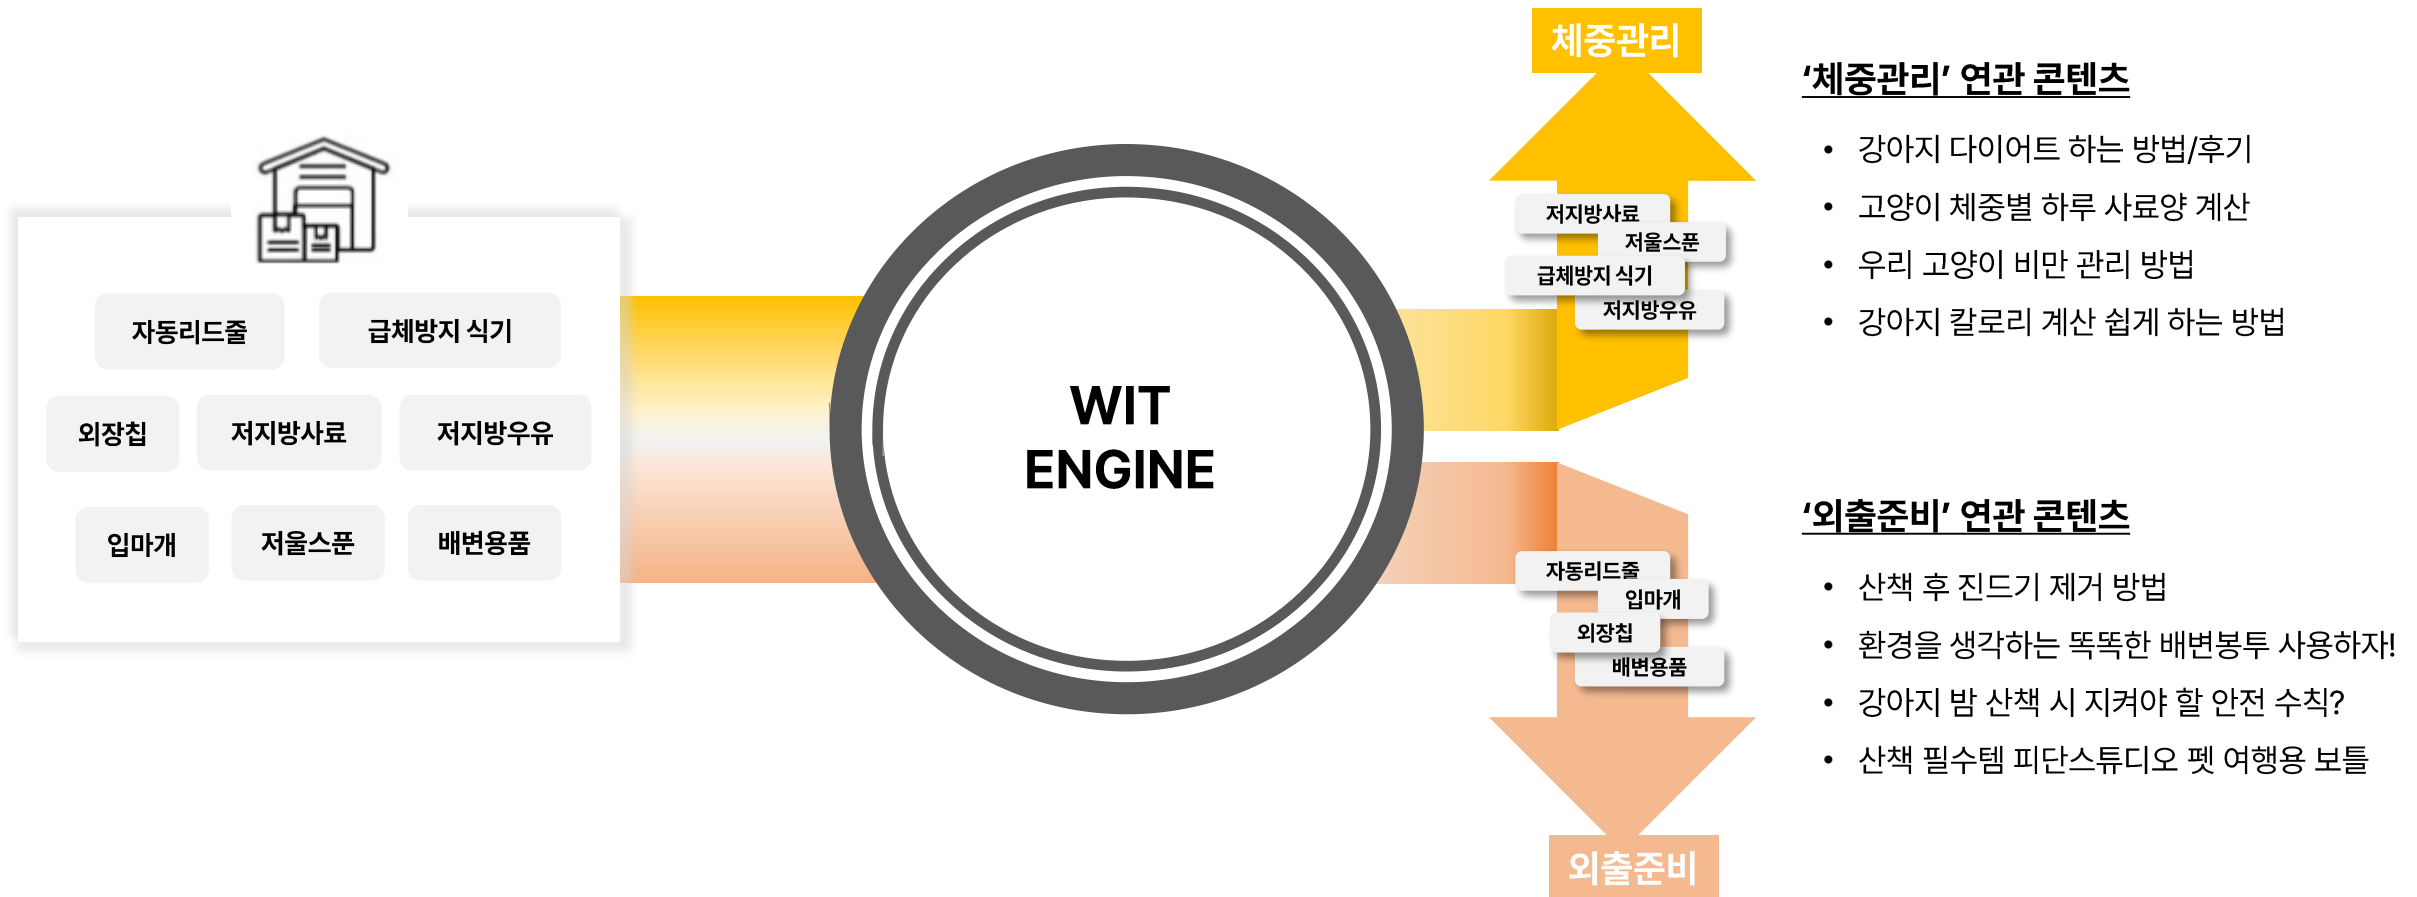 자동리드줄
급체방지 식기
외장칩
저지방사료
저지방우유
입마개
저울스푼
배변용품
WIT
ENGINE
체중관리
저지방사료
저울스푼
급체방지 식기
저지방우유
자동리드줄
입마개
외장칩
배변용품
외출준비
‘체중관리’ 연관 콘텐츠
• 강아지 다이어트 하는 방법/후기
• 고양이 체중별 하루 사료양 계산
• 우리 고양이 비만 관리 방법
• 강아지 칼로리 계산 쉽게 하는 방법
‘외출준비’ 연관 콘텐츠
• 산책 후 진드기 제거 방법
• 환경을 생각하는 똑똑한 배변봉투 사용하자!
• 강아지 밤 산책 시 지켜야 할 안전 수칙?
• 산책 필수템 피단스튜디오 펫 여행용 보틀